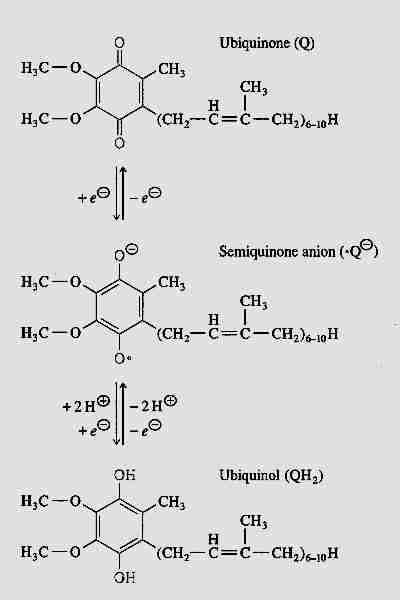 O
Ubiquinone (Q)
H₃C—O
CH₃
CH₃
H
H₃C—O
(CH₂—C=C—CH₂)₆₋₁₀H
O
+e⊖ −e⊖
O⊖
Semiquinone anion (·Q⊖)
H₃C—O
CH₃
CH₃
H
H₃C—O
(CH₂—C=C—CH₂)₆₋₁₀H
O•
+2H⊕ −2H⊕
+e⊖ −e⊖
OH
Ubiquinol (QH₂)
H₃C—O
CH₃
CH₃
H
H₃C—O
(CH₂—C=C—CH₂)₆₋₁₀H
OH